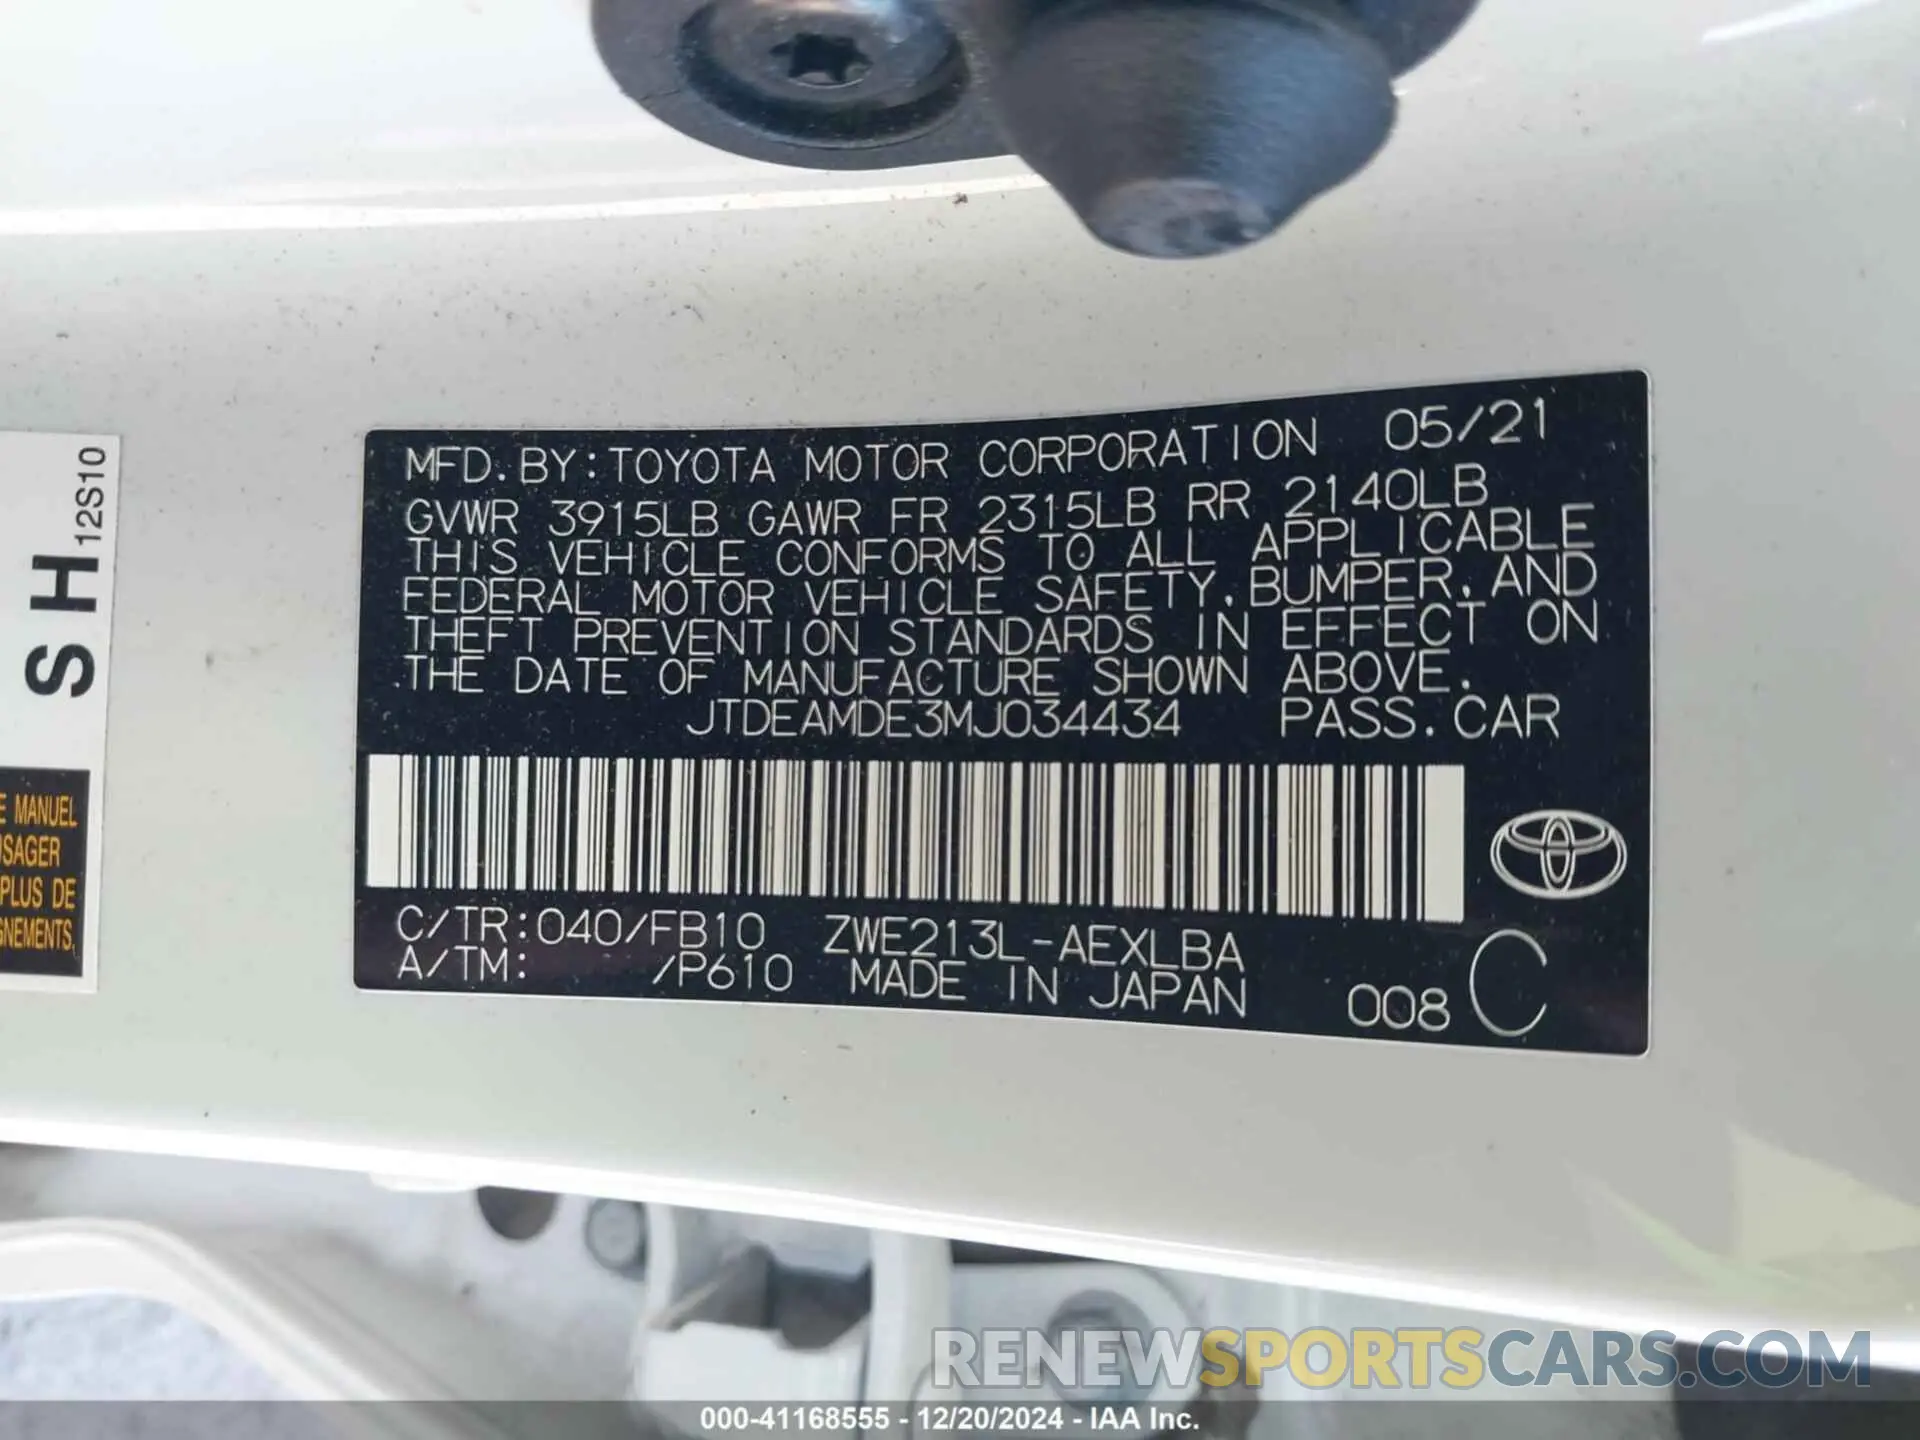 MFD. BY:TOYOTA MOTOR CORPORATION 05/21
GVWR 3915LB GAWR FR 2315LB RR 2140LB
THIS VEHICLE CONFORMS TO ALL APPLICABLE
FEDERAL MOTOR VEHICLE SAFETY, BUMPER, AND
THEFT PREVENTION STANDARDS IN EFFECT ON
THE DATE OF MANUFACTURE SHOWN ABOVE.
JTDEAMDE3MJ034434 PASS. CAR
C/TR:040/FB10 ZWE213L-AEXLBA
A/TM: /P610 MADE IN JAPAN 008 C
S H 12S10
E MANUEL
SAGER
PLUS DE
GNEMENTS,
RENEWSPORTSCARS.COM
000-41168555 - 12/20/2024 - IAA Inc.